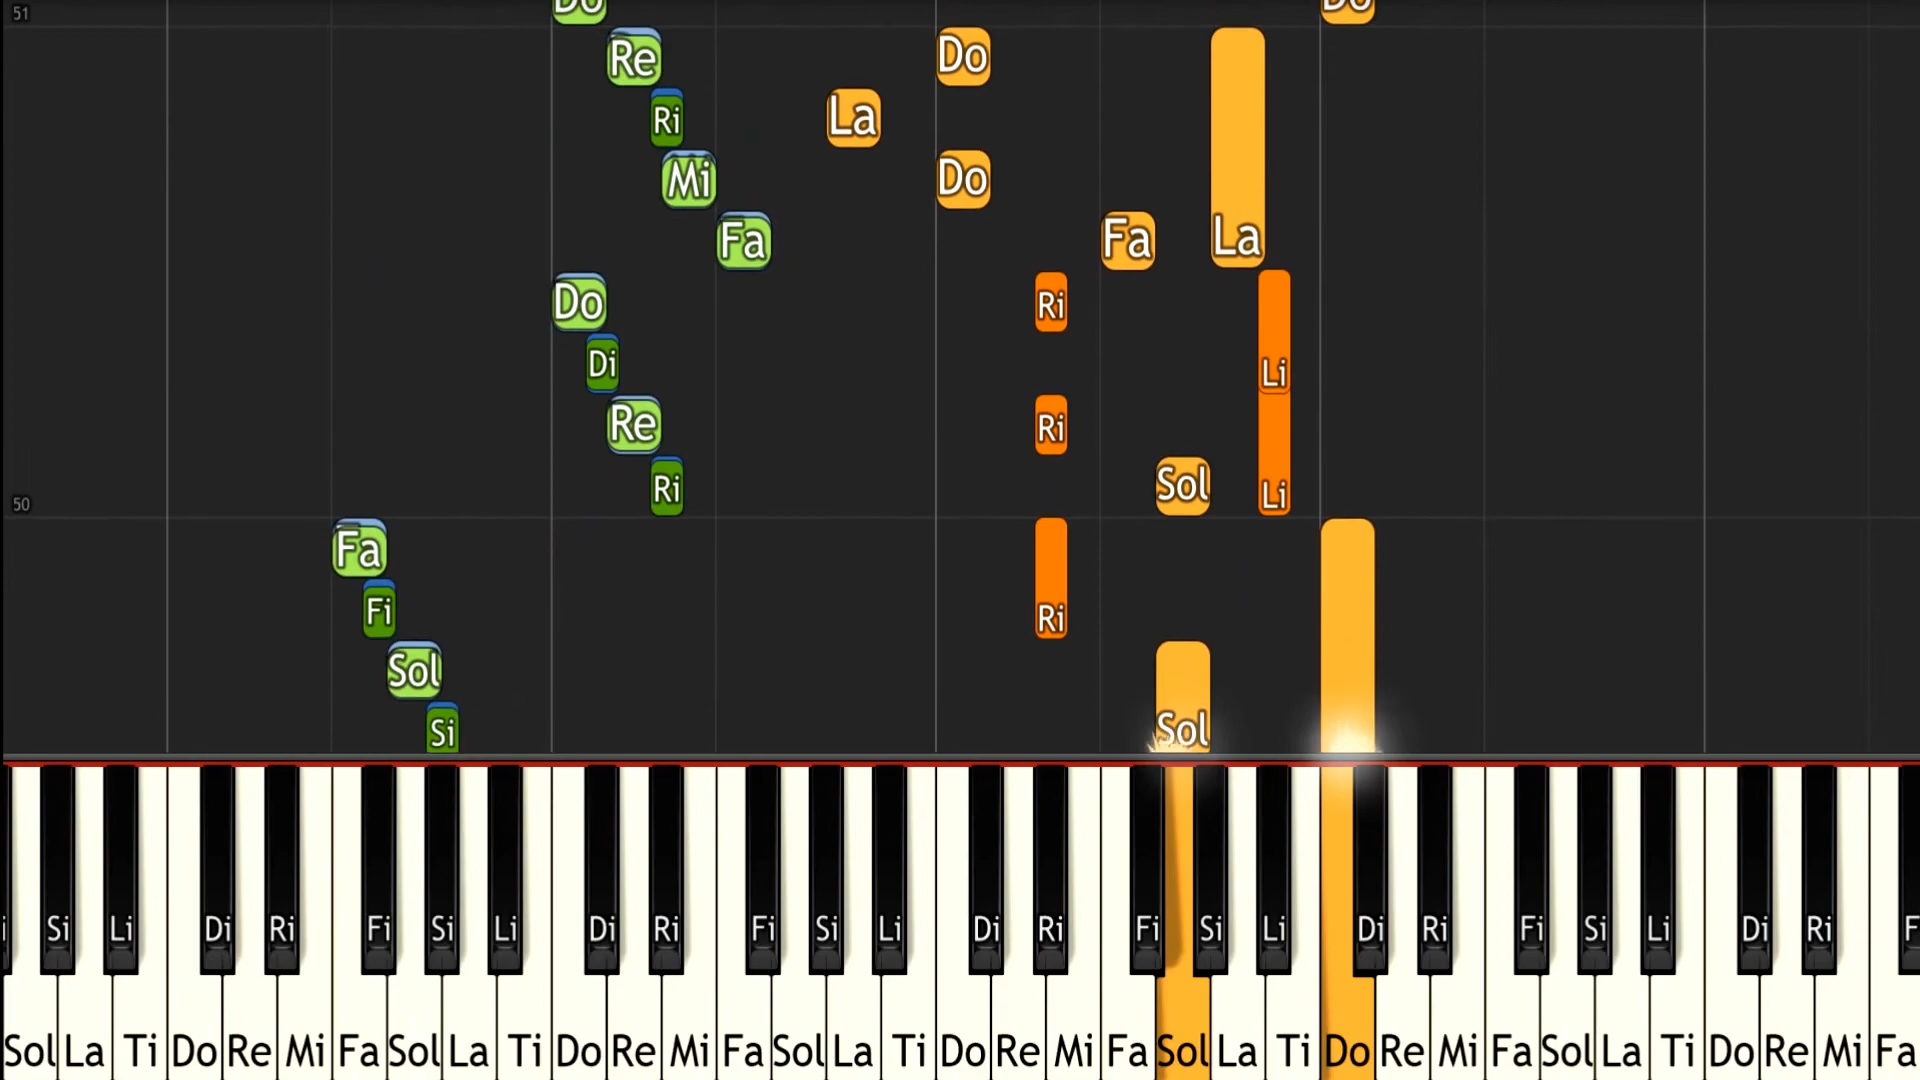 51 Do Do
Re Do
Ri La
Mi Do
Fa Fa La
Do Ri
Di Li
Re Ri
Ri Sol Li
50
Fa
Fi Ri
Sol
Si Sol
Si Li Di Ri Fi Si Li Di Ri Fi Si Li Di Ri Fi Si Li Di Ri Fi Si Li Di Ri
Sol La Ti Do Re Mi Fa Sol La Ti Do Re Mi Fa Sol La Ti Do Re Mi Fa Sol La Ti Do Re Mi Fa Sol La Ti Do Re Mi Fa